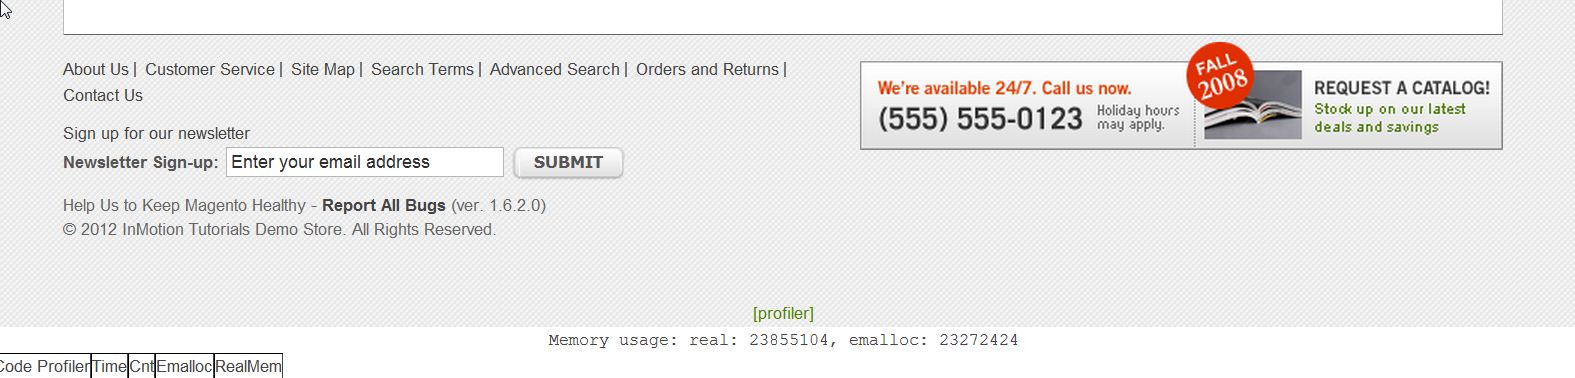 About Us | Customer Service | Site Map | Search Terms | Advanced Search | Orders and Returns |
Contact Us
Sign up for our newsletter
Newsletter Sign-up: Enter your email address SUBMIT
Help Us to Keep Magento Healthy - Report All Bugs (ver. 1.6.2.0)
© 2012 InMotion Tutorials Demo Store. All Rights Reserved.
We're available 24/7. Call us now.
(555) 555-0123 Holiday hours
may apply.
FALL
2008
REQUEST A CATALOG!
Stock up on our latest
deals and savings
[profiler]
Memory usage: real: 23855104, emalloc: 23272424
Code Profiler Time Cnt Emalloc RealMem